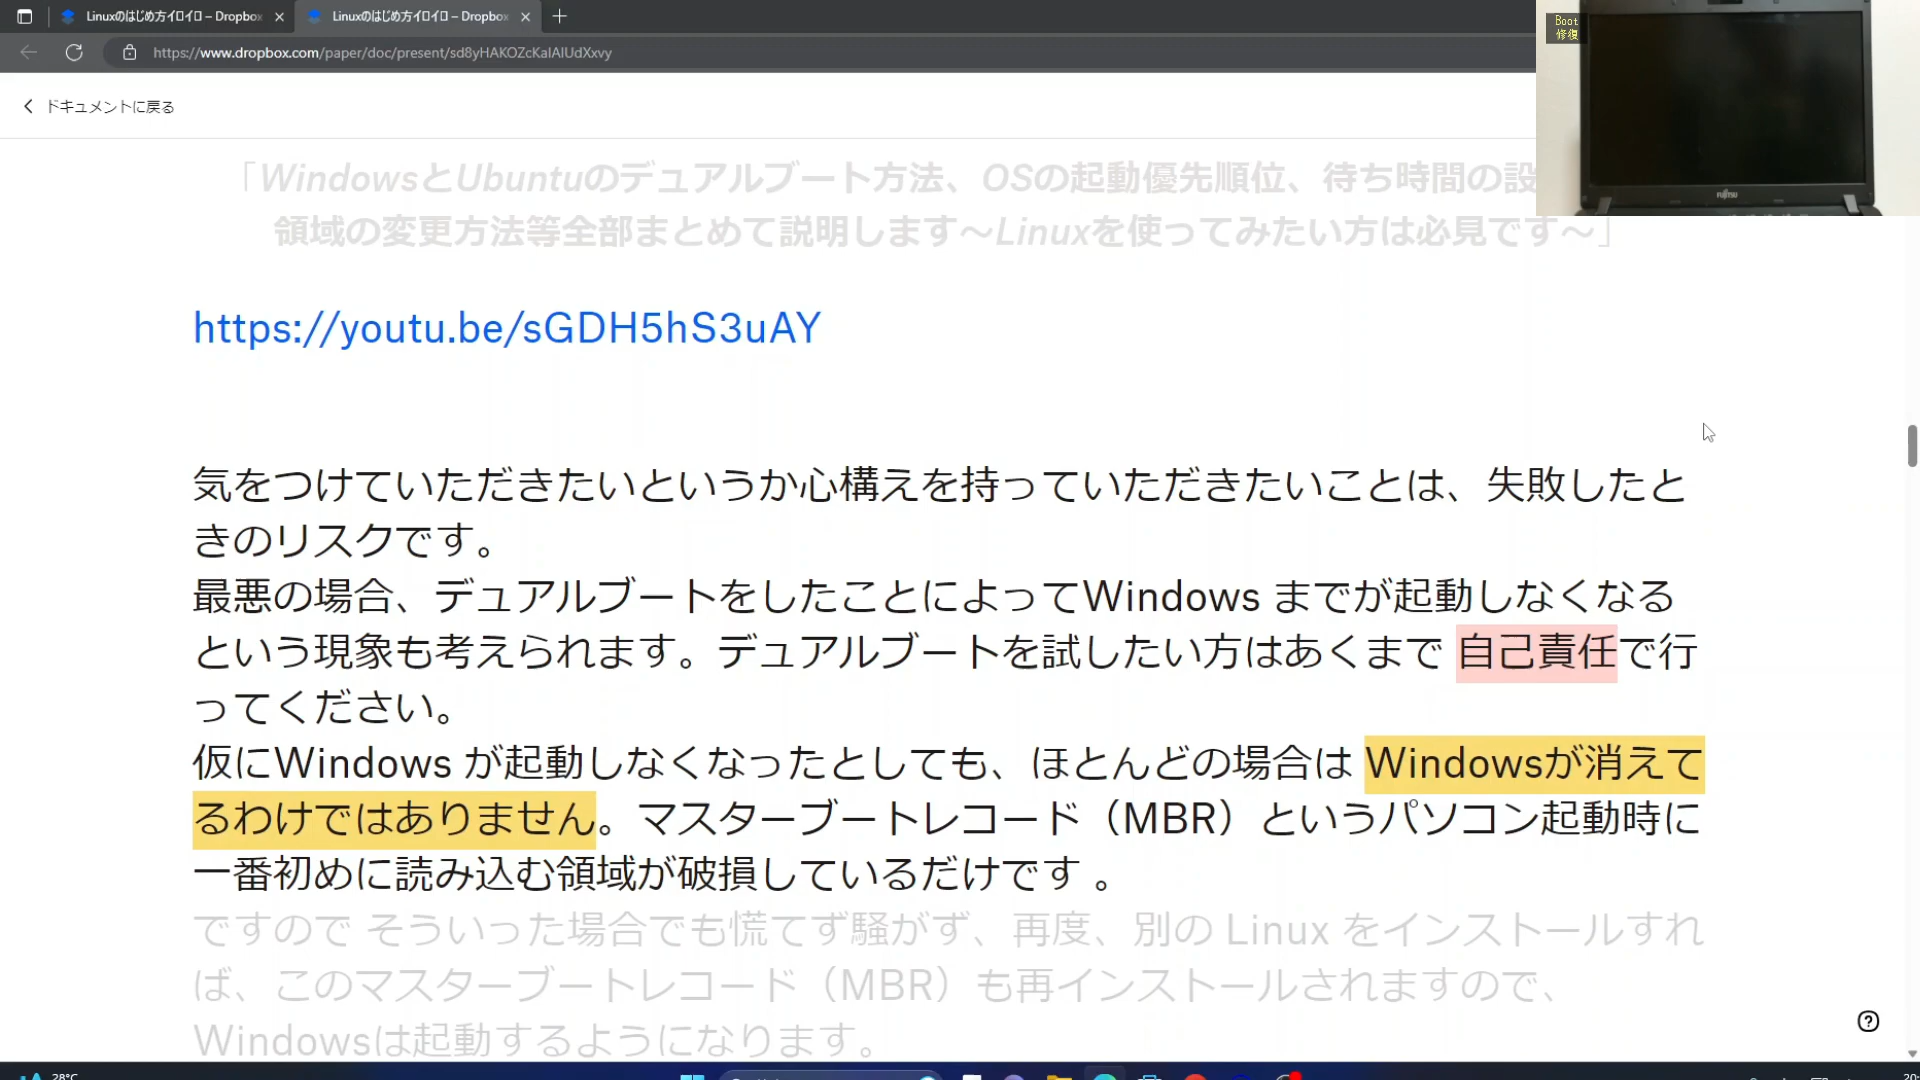 Linuxのはじめ方イロイロ – Dropbox
Linuxのはじめ方イロイロ – Dropbox
https://www.dropbox.com/paper/doc/present/sd8yHAKOZcKaIAIUdXxvy
Boot
修復
FUJITSU
ドキュメントに戻る
「WindowsとUbuntuのデュアルブート方法、OSの起動優先順位、待ち時間の設
領域の変更方法等全部まとめて説明します〜Linuxを使ってみたい方は必見です〜」
https://youtu.be/sGDH5hS3uAY
気をつけていただきたいというか心構えを持っていただきたいことは、失敗したと
きのリスクです。
最悪の場合、デュアルブートをしたことによってWindows までが起動しなくなる
という現象も考えられます。デュアルブートを試したい方はあくまで 自己責任で行
ってください。
仮にWindows が起動しなくなったとしても、ほとんどの場合は Windowsが消えて
るわけではありません。マスターブートレコード（MBR）というパソコン起動時に
一番初めに読み込む領域が破損しているだけです 。
ですので そういった場合でも慌てず騒がず、再度、別の Linux をインストールすれ
ば、このマスターブートレコード（MBR）も再インストールされますので、
Windowsは起動するようになります。
28°C